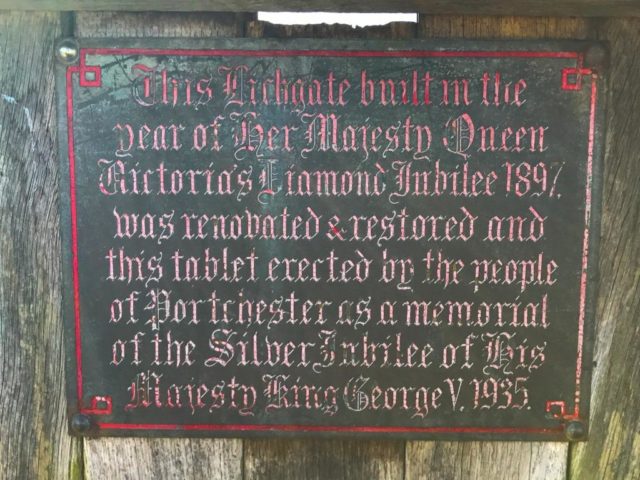 This Lichgate built in the
year of Her Majesty Queen
Victoria's Diamond Jubilee 1897,
was renovated & restored and
this tablet erected by the people
of Portchester as a memorial
of the Silver Jubilee of His
Majesty King George V. 1935.